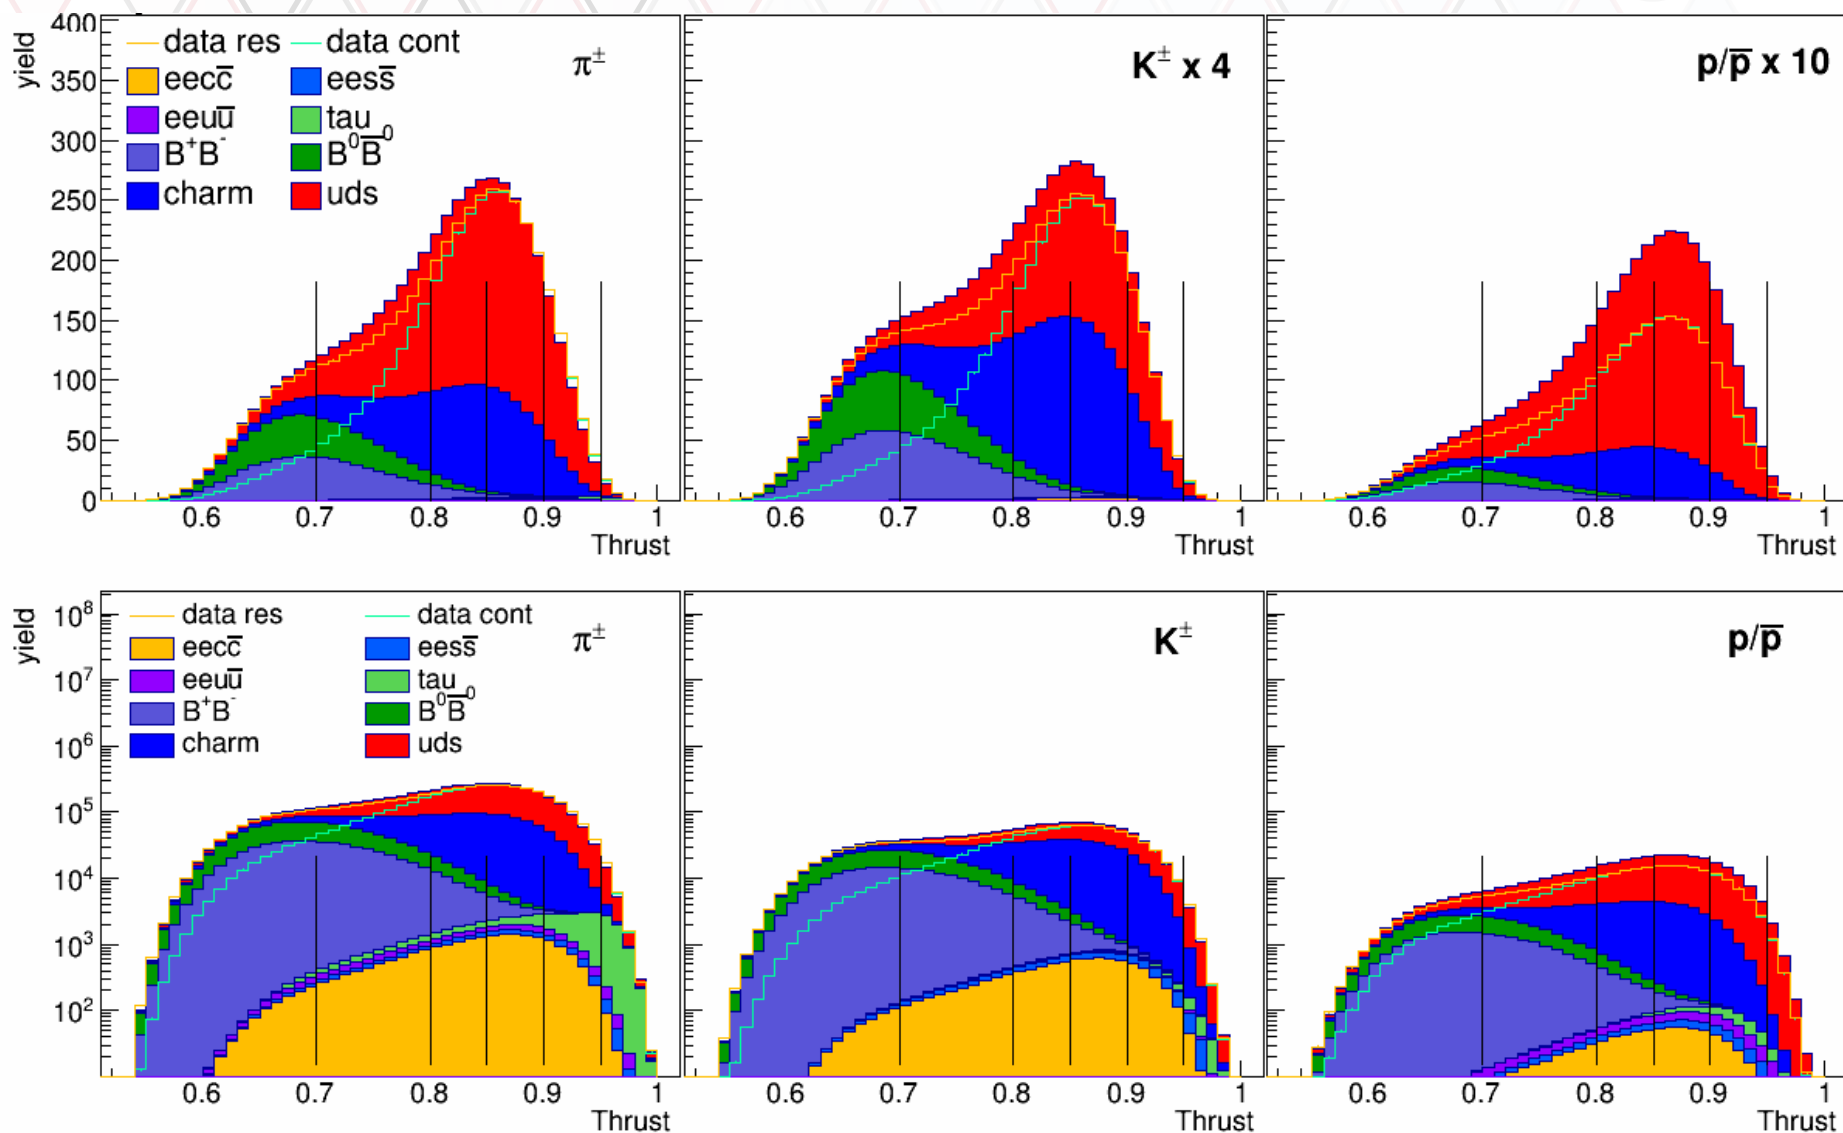 400
350
300
250
200
150
100
50
0
yield
data res
data cont
eecc̅
eess̅
eeuu̅
tau
B⁺B⁻
B⁰B̅⁰
charm
uds
π±
0.6 0.7 0.8 0.9 1
Thrust
K± x 4
0.6 0.7 0.8 0.9 1
Thrust
p/p̅ x 10
0.6 0.7 0.8 0.9 1
Thrust
10⁸
10⁷
10⁶
10⁵
10⁴
10³
10²
yield
data res
data cont
eecc̅
eess̅
eeuu̅
tau
B⁺B⁻
B⁰B̅⁰
charm
uds
π±
0.6 0.7 0.8 0.9 1
Thrust
K±
0.6 0.7 0.8 0.9 1
Thrust
p/p̅
0.6 0.7 0.8 0.9 1
Thrust